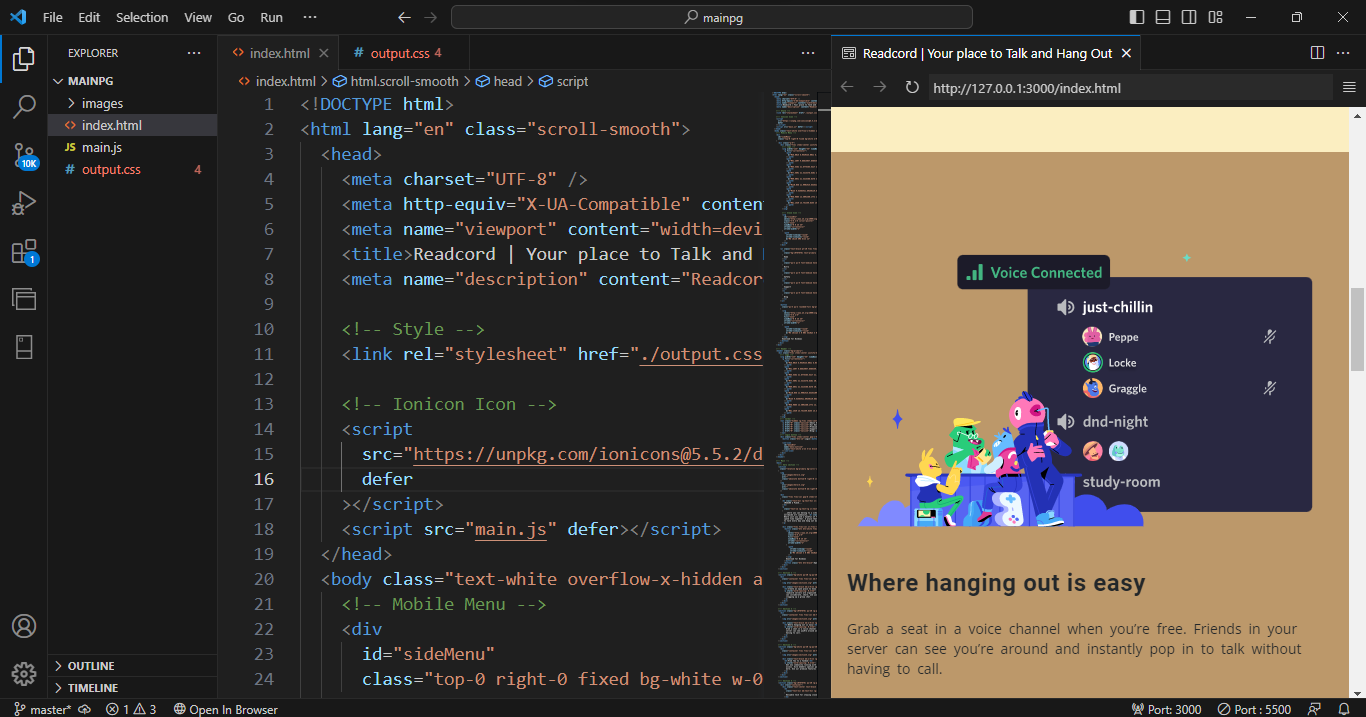 File Edit Selection View Go Run ··· mainpg
EXPLORER ···
MAINPG
images
index.html
JS main.js
# output.css 4
OUTLINE
TIMELINE
10K
1
index.html
# output.css 4 ···
index.html > html.scroll-smooth > head > script
1 <!DOCTYPE html>
2 <html lang="en" class="scroll-smooth">
3 <head>
4 <meta charset="UTF-8" />
5 <meta http-equiv="X-UA-Compatible" conten
6 <meta name="viewport" content="width=devi
7 <title>Readcord | Your place to Talk and
8 <meta name="description" content="Readcor
9
10 <!-- Style -->
11 <link rel="stylesheet" href="./output.css
12
13 <!-- Ionicon Icon -->
14 <script
15 src="https://unpkg.com/ionicons@5.5.2/d
16 defer
17 ></script>
18 <script src="main.js" defer></script>
19 </head>
20 <body class="text-white overflow-x-hidden a
21 <!-- Mobile Menu -->
22 <div
23 id="sideMenu"
24 class="top-0 right-0 fixed bg-white w-0
Readcord | Your place to Talk and Hang Out
http://127.0.0.1:3000/index.html
Voice Connected
just-chillin
Peppe
Locke
Graggle
dnd-night
study-room
Where hanging out is easy
Grab a seat in a voice channel when you’re free. Friends in your
server can see you’re around and instantly pop in to talk without
having to call.
master* 1 3 Open In Browser Port: 3000 Port : 5500